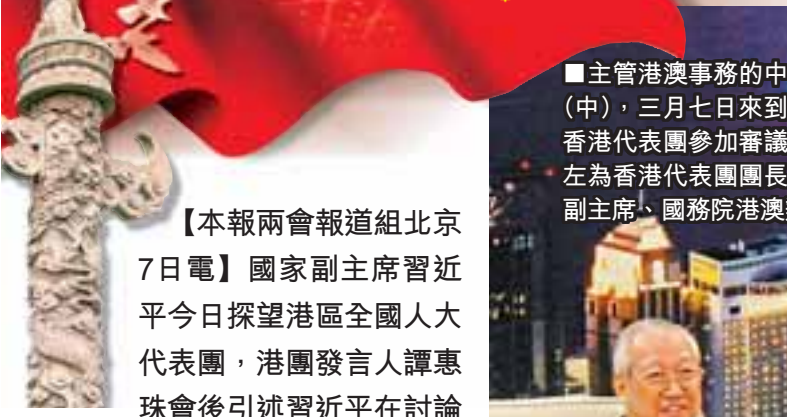 ■主管港澳事務的中
(中),三月七日來到
香港代表團參加審議
左為香港代表團團長
副主席、國務院港澳
【本報兩會報道組北京
7日電】國家副主席習近
平今日探望港區全國人大
代表團,港團發言人譚惠
珠會後引述習近平在討論